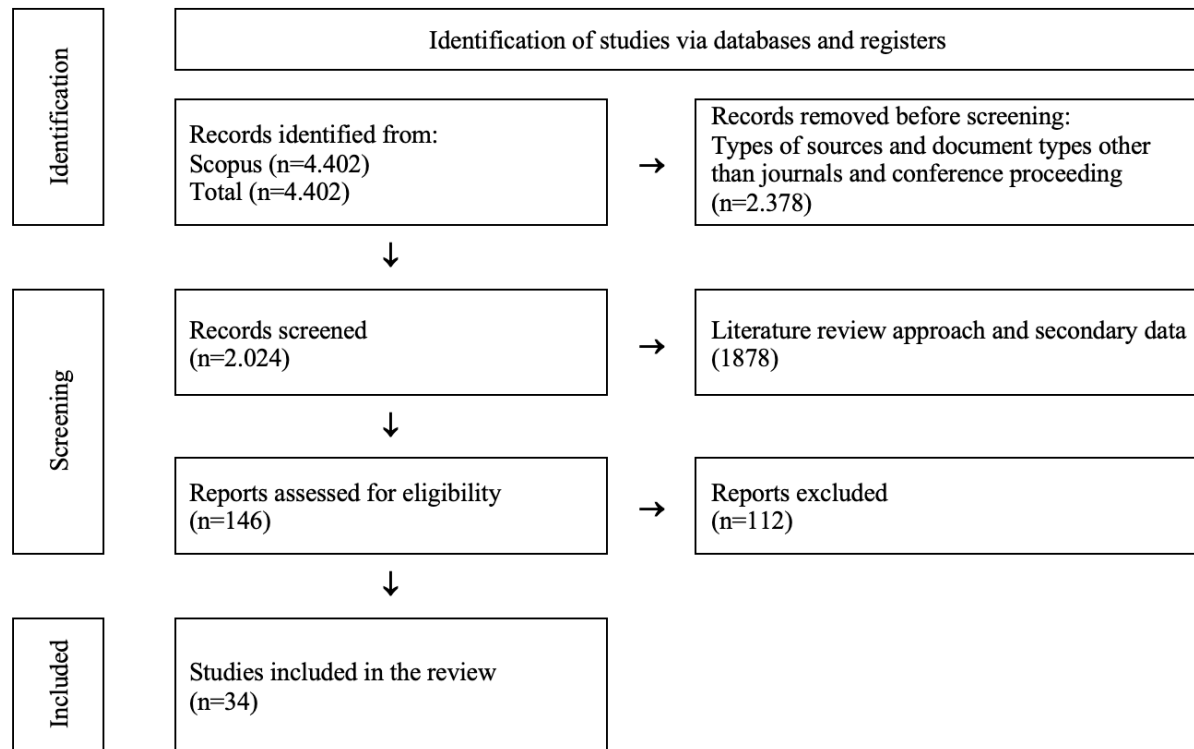 Identification
Identification of studies via databases and registers
Records identified from:
Scopus (n=4.402)
Total (n=4.402)
→
Records removed before screening:
Types of sources and document types other
than journals and conference proceeding
(n=2.378)
↓
Screening
Records screened
(n=2.024)
→
Literature review approach and secondary data
(1878)
↓
Reports assessed for eligibility
(n=146)
→
Reports excluded
(n=112)
↓
Included
Studies included in the review
(n=34)